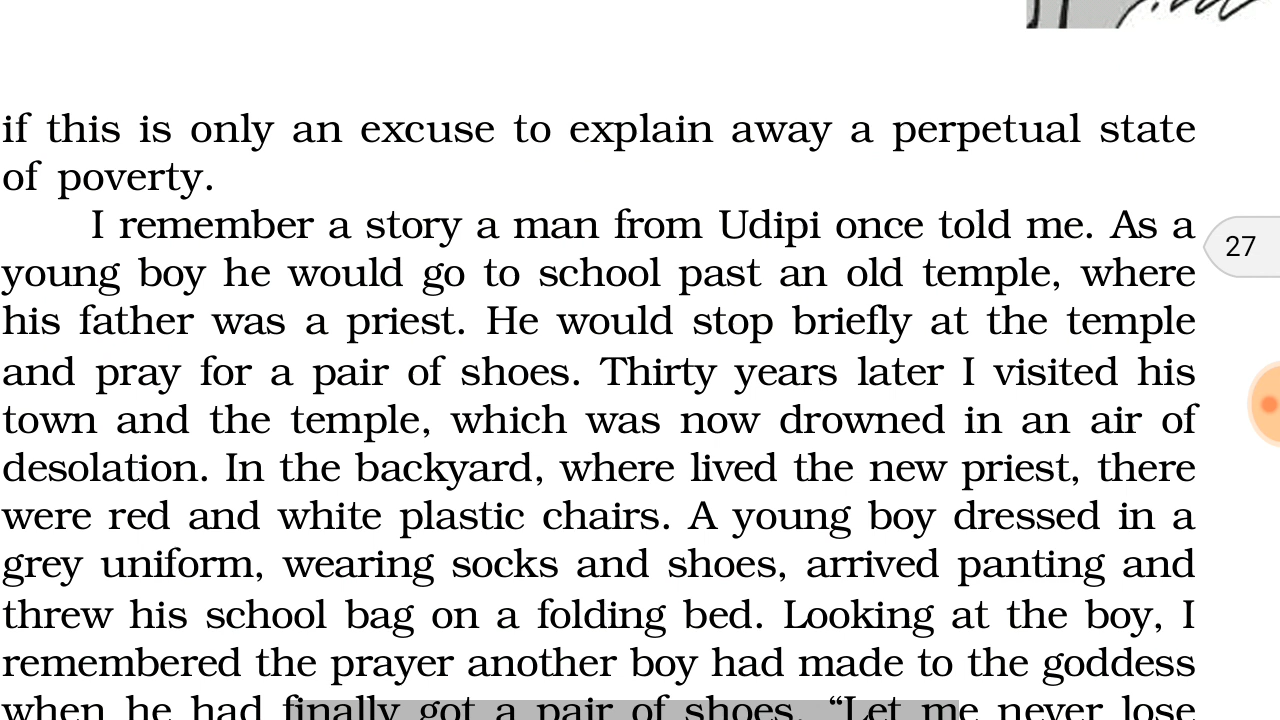 if this is only an excuse to explain away a perpetual state
of poverty.
I remember a story a man from Udipi once told me. As a
young boy he would go to school past an old temple, where
27
his father was a priest. He would stop briefly at the temple
and pray for a pair of shoes. Thirty years later I visited his
town and the temple, which was now drowned in an air of
desolation. In the backyard, where lived the new priest, there
were red and white plastic chairs. A young boy dressed in a
grey uniform, wearing socks and shoes, arrived panting and
threw his school bag on a folding bed. Looking at the boy, I
remembered the prayer another boy had made to the goddess
when he had finally got a pair of shoes, “Let me never lose